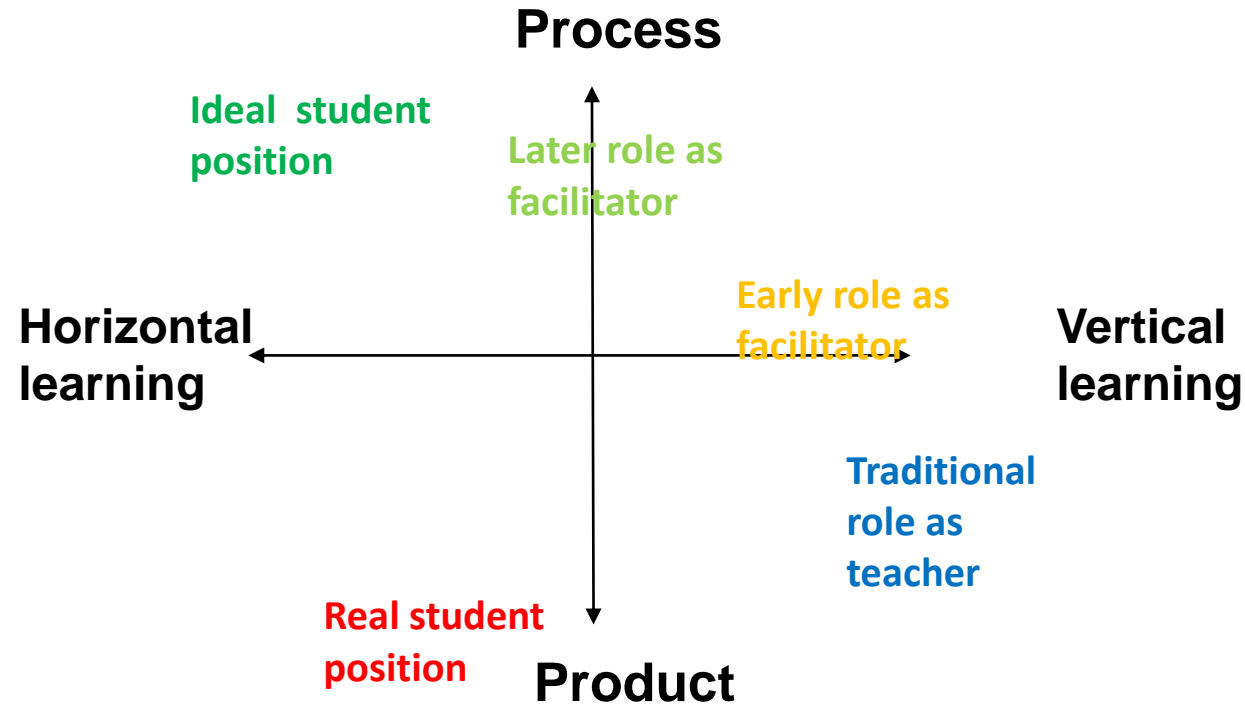 Process
Ideal  student
position
Later role as
facilitator
Early role as
facilitator
Horizontal
learning
Vertical
learning
Traditional
role as
teacher
Real student
position
Product